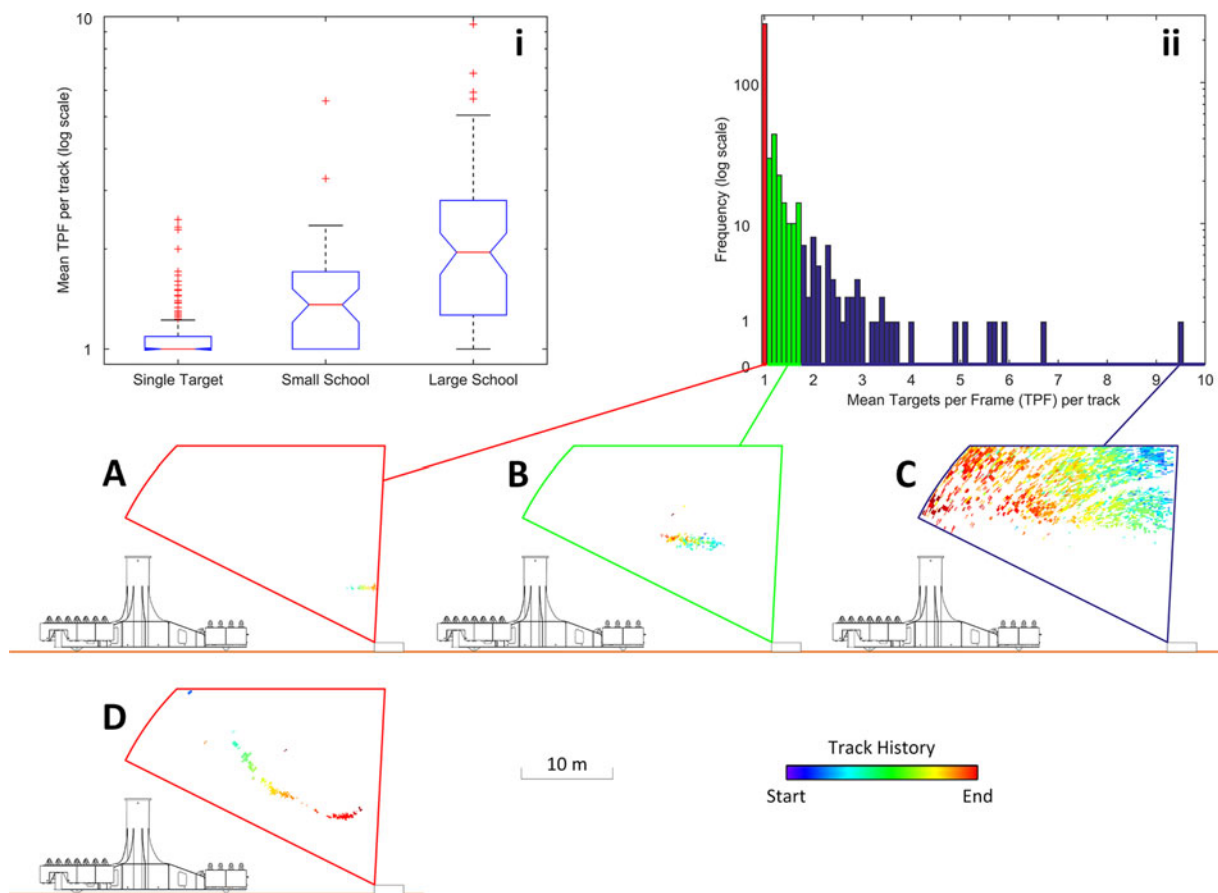 i
Mean TPF per track (log scale)
10
1
Single Target
Small School
Large School
ii
Frequency (log scale)
100
10
1
0
1 2 3 4 5 6 7 8 9 10
Mean Targets per Frame (TPF) per track
A
B
C
D
10 m
Track History
Start
End